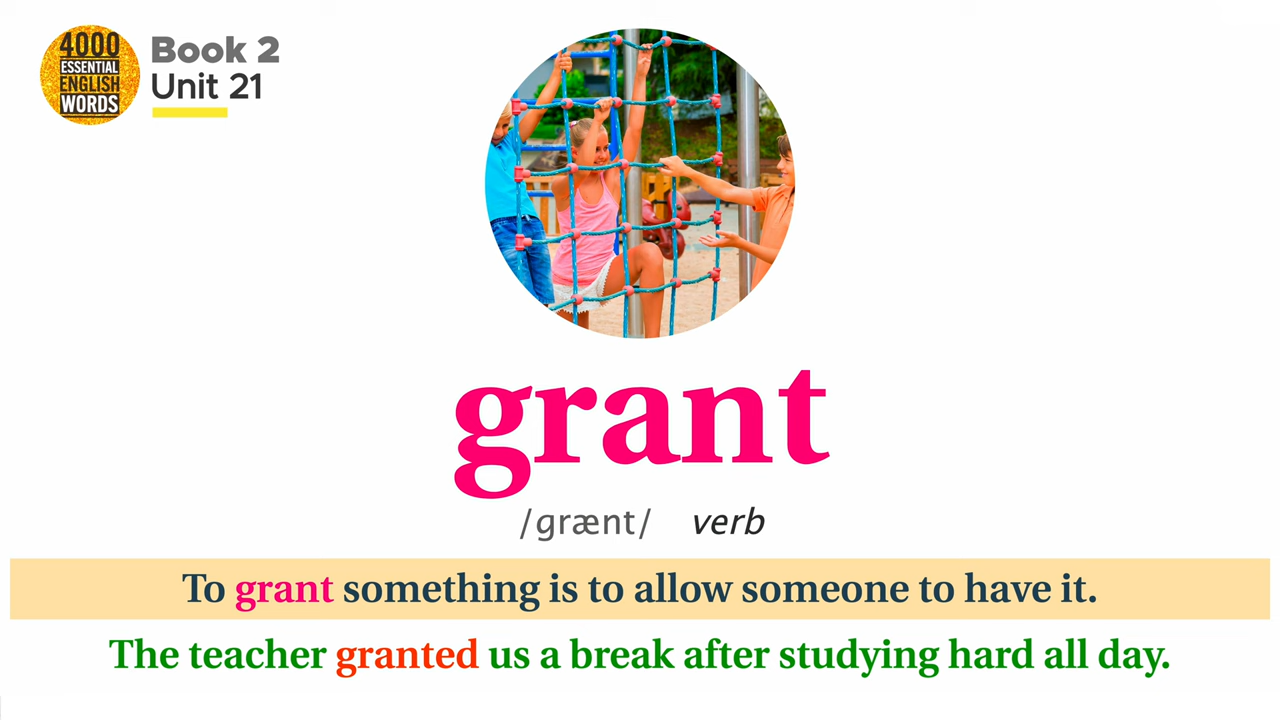 4000
ESSENTIAL
ENGLISH
WORDS
Book 2
Unit 21
grant
/grænt/ verb
To grant something is to allow someone to have it.
The teacher granted us a break after studying hard all day.